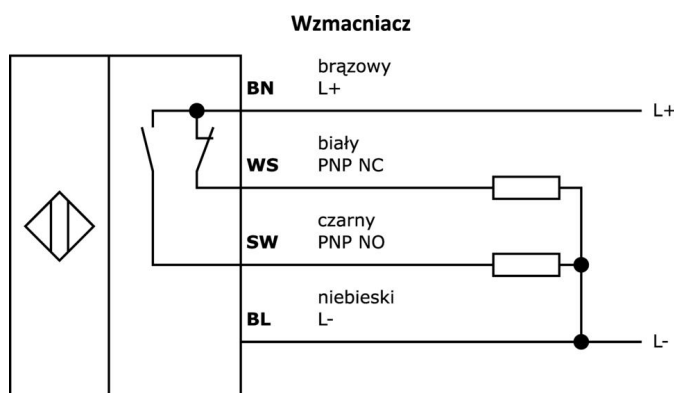 Wzmacniacz
brązowy
BN L+
L+
biały
WS PNP NC
czarny
SW PNP NO
niebieski
BL L-
L-